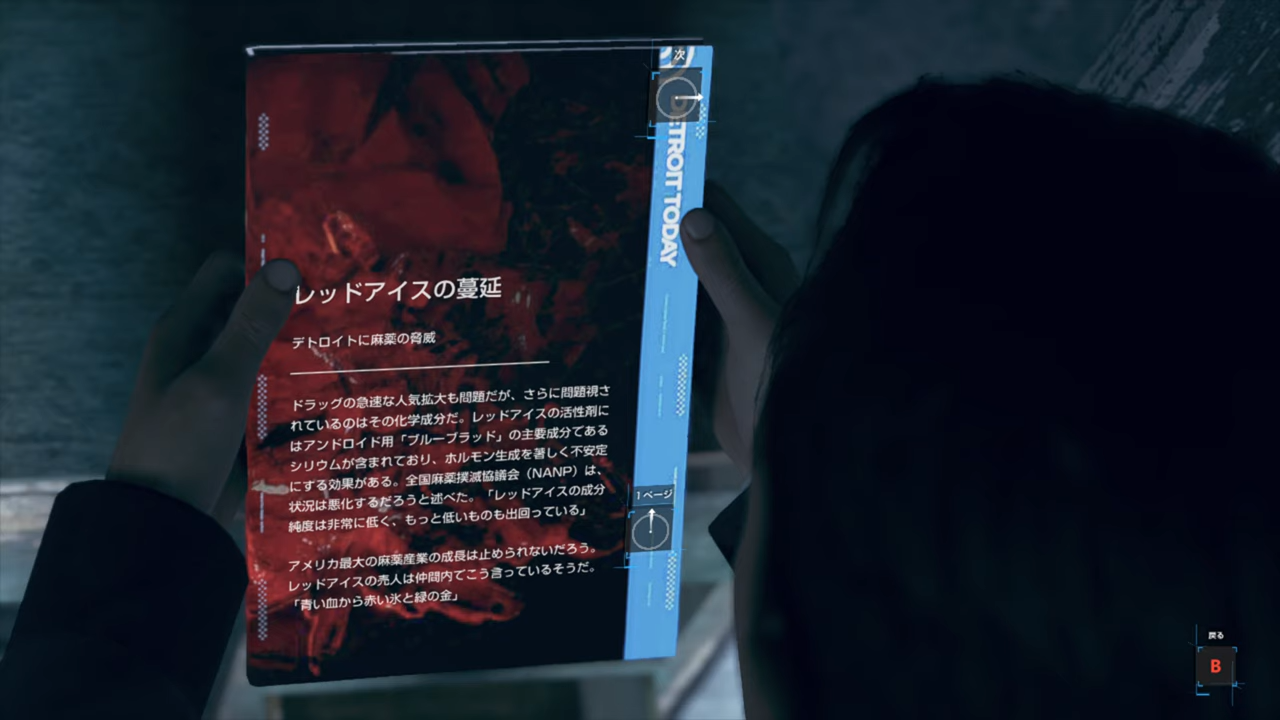 次
DETROIT TODAY
レッドアイスの蔓延
デトロイトに麻薬の脅威
ドラッグの急速な人気拡大も問題だが、さらに問題視さ
れているのはその化学成分だ。レッドアイスの活性剤に
はアンドロイド用「ブルーブラッド」の主要成分である
シリウムが含まれており、ホルモン生成を著しく不安定
にする効果がある。全国麻薬撲滅協議会（NANP）は、
状況は悪化するだろうと述べた。「レッドアイスの成分
純度は非常に低く、もっと低いものも出回っている」
アメリカ最大の麻薬産業の成長は止められないだろう。
レッドアイスの売人は仲間内でこう言っているそうだ。
「青い血から赤い氷と緑の金」
1ページ
戻る
B